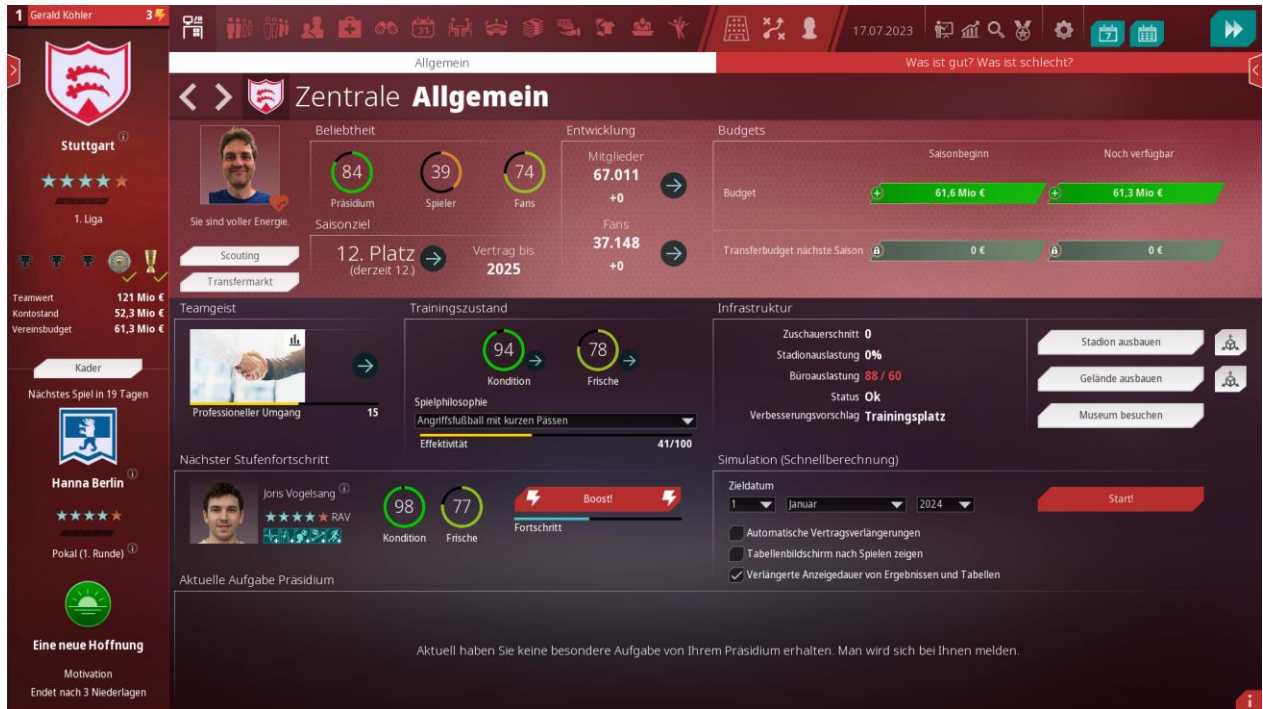 1 Gerald Köhler 3
31
17.07.2023
7
Allgemein
Was ist gut? Was ist schlecht?
Zentrale Allgemein
Stuttgart
1. Liga
Teamwert 121 Mio €
Kontostand 52,3 Mio €
Vereinsbudget 61,3 Mio €
Kader
Nächstes Spiel in 19 Tagen
Hanna Berlin
Pokal (1. Runde)
Eine neue Hoffnung
Motivation
Endet nach 3 Niederlagen
Sie sind voller Energie.
Scouting
Transfermarkt
Beliebtheit
84
Präsidium
39
Spieler
74
Fans
Saisonziel
12. Platz
(derzeit 12.)
Vertrag bis
2025
Entwicklung
Mitglieder
67.011
+0
Fans
37.148
+0
Budgets
Saisonbeginn
Noch verfügbar
Budget
61,6 Mio €
61,3 Mio €
Transferbudget nächste Saison
0 €
0 €
Teamgeist
Professioneller Umgang 15
Trainingszustand
94
Kondition
78
Frische
Spielphilosophie
Angriffsfußball mit kurzen Pässen
Effektivität 41/100
Infrastruktur
Zuschauerschnitt 0
Stadionauslastung 0%
Büroauslastung 88 / 60
Status Ok
Verbesserungsvorschlag Trainingsplatz
Stadion ausbauen
Gelände ausbauen
Museum besuchen
Nächster Stufenfortschritt
Joris Vogelsang
RAV
98
Kondition
77
Frische
Boost!
Fortschritt
Simulation (Schnellberechnung)
Zieldatum
1 Januar 2024
Start!
Automatische Vertragsverlängerungen
Tabellenbildschirm nach Spielen zeigen
Verlängerte Anzeigedauer von Ergebnissen und Tabellen
Aktuelle Aufgabe Präsidium
Aktuell haben Sie keine besondere Aufgabe von Ihrem Präsidium erhalten. Man wird sich bei Ihnen melden.